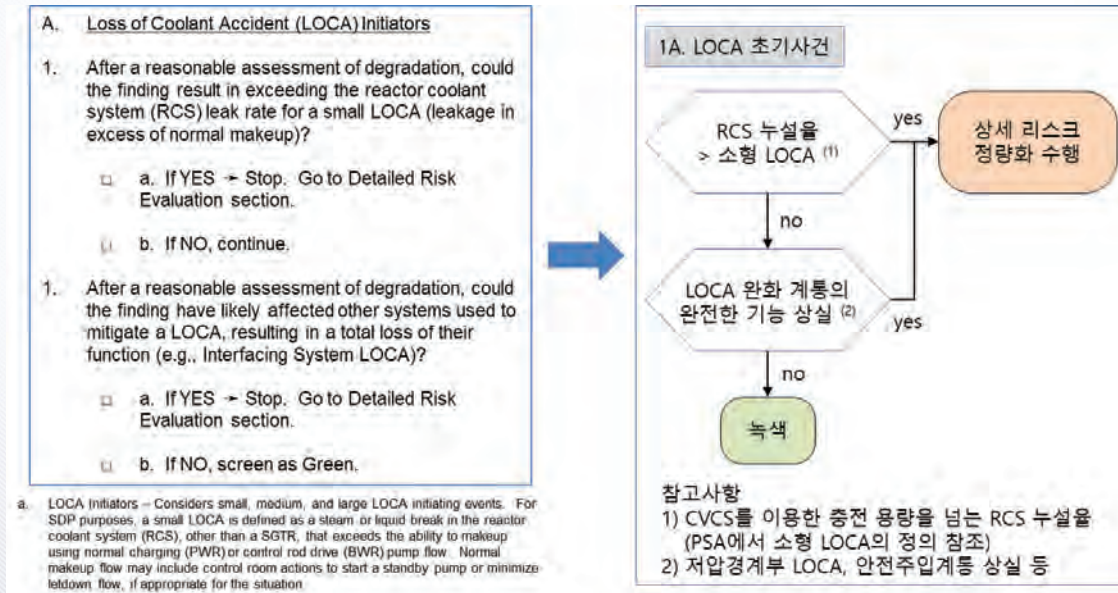 A. Loss of Coolant Accident (LOCA) Initiators
1. After a reasonable assessment of degradation, could
the finding result in exceeding the reactor coolant
system (RCS) leak rate for a small LOCA (leakage in
excess of normal makeup)?
□ a. If YES → Stop. Go to Detailed Risk
Evaluation section.
□ b. If NO, continue.
1. After a reasonable assessment of degradation, could
the finding have likely affected other systems used to
mitigate a LOCA, resulting in a total loss of their
function (e.g., Interfacing System LOCA)?
□ a. If YES → Stop. Go to Detailed Risk
Evaluation section.
□ b. If NO, screen as Green.
a. LOCA Initiators – Considers small, medium, and large LOCA initiating events. For
SDP purposes, a small LOCA is defined as a steam or liquid break in the reactor
coolant system (RCS), other than a SGTR, that exceeds the ability to makeup
using normal charging (PWR) or control rod drive (BWR) pump flow. Normal
makeup flow may include control room actions to start a standby pump or minimize
letdown flow, if appropriate for the situation
1A. LOCA 초기사건
RCS 누설율
> 소형 LOCA (1)
yes
상세 리스크
정량화 수행
no
LOCA 완화 계통의
완전한 기능 상실 (2)
yes
no
녹색
참고사항
1) CVCS를 이용한 충전 용량을 넘는 RCS 누설율
(PSA에서 소형 LOCA의 정의 참조)
2) 저압경계부 LOCA, 안전주입계통 상실 등